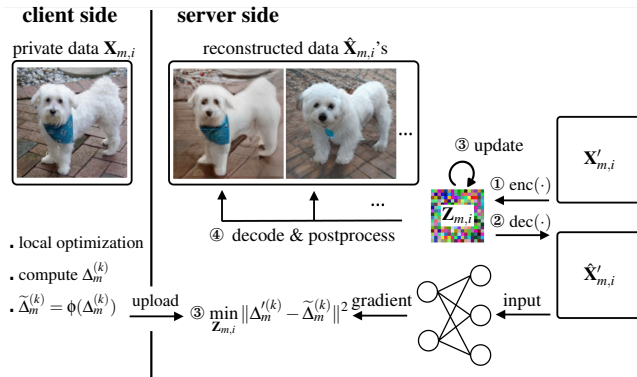 client side
server side
private data X_{m,i}
reconstructed data X̂_{m,i}'s
...
③ update
X′_{m,i}
① enc(·)
Z_{m,i}
② dec(·)
...
④ decode & postprocess
X̂′_{m,i}
. local optimization
. compute Δ_m^{(k)}
. Δ̃_m^{(k)} = ϕ(Δ_m^{(k)})
upload
③ min_{Z_{m,i}} ‖Δ_m^{′(k)} − Δ̃_m^{(k)}‖²
gradient
input